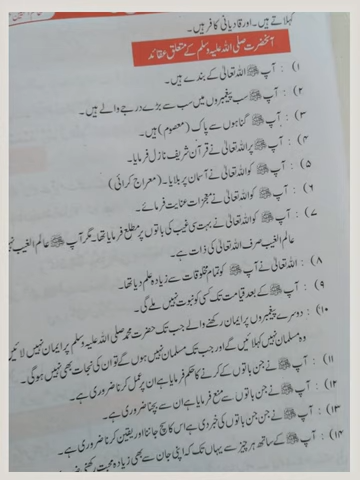 کہلاتے ہیں۔ اور قادیانی کافر ہیں۔
آنحضرت صلی اللہ علیہ وسلم کے متعلق عقائد
(۱) : آپ ﷺ اللہ تعالیٰ کے بندے ہیں۔
(۲) : آپ ﷺ سب پیغمبروں میں سب سے بڑے درجے والے ہیں۔
(۳) : آپ ﷺ گناہوں سے پاک (معصوم) ہیں۔
(۴) : آپ ﷺ پر اللہ تعالیٰ نے قرآن شریف نازل فرمایا۔
(۵) : آپ ﷺ کو اللہ تعالیٰ نے آسمان پر بلایا۔ (معراج کرائی)
(۶) : آپ ﷺ کو اللہ تعالیٰ نے معجزات عنایت فرمائے۔
(۷) : آپ ﷺ کو اللہ تعالیٰ نے بہت سی غیب کی باتوں پر مطلع فرمایا تھا۔ مگر آپ ﷺ عالم الغیب
عالم الغیب صرف اللہ تعالیٰ کی ذات ہے۔
(۸) : اللہ تعالیٰ نے آپ ﷺ کو تمام مخلوقات سے زیادہ علم دیا تھا۔
(۹) : آپ ﷺ کے بعد قیامت تک کسی کو نبوت نہیں ملے گی۔
(۱۰) : دوسرے پیغمبروں پر ایمان رکھنے والے جب تک حضرت محمد صلی اللہ علیہ وسلم پر ایمان نہیں لائیں
وہ مسلمان نہیں کہلائیں گے اور جب تک مسلمان نہیں ہوں گے تو ان کی نجات بھی نہیں ہوگی۔
(۱۱) : آپ ﷺ نے جن باتوں کے کرنے کا حکم فرمایا ہے ان پر عمل کرنا ضروری ہے۔
(۱۲) : آپ ﷺ نے جن باتوں سے منع فرمایا ہے ان سے بچنا ضروری ہے۔
(۱۳) : آپ ﷺ نے جن جن باتوں کی خبر دی ہے اس کا سچ جاننا اور یقین کرنا ضروری ہے۔
(۱۴) : آپ ﷺ کے ساتھ ہر چیز سے یہاں تک کہ اپنی جان سے بھی زیادہ محبت رکھنی